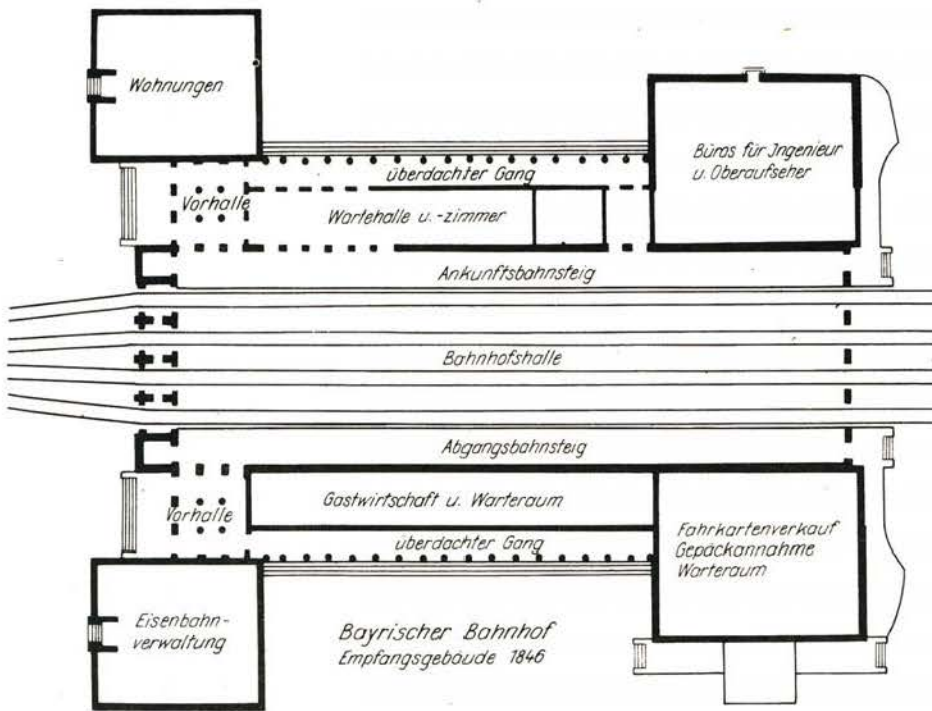 Wohnungen
Büros für Ingenieur
u. Oberaufseher
überdachter Gang
Vorhalle
Wartehalle u. -zimmer
Ankunftsbahnsteig
Bahnhofshalle
Abgangsbahnsteig
Gastwirtschaft u. Warteraum
Vorhalle
überdachter Gang
Fahrkartenverkauf
Gepäckannahme
Warteraum
Eisenbahn-
verwaltung
Bayrischer Bahnhof
Empfangsgebäude 1846